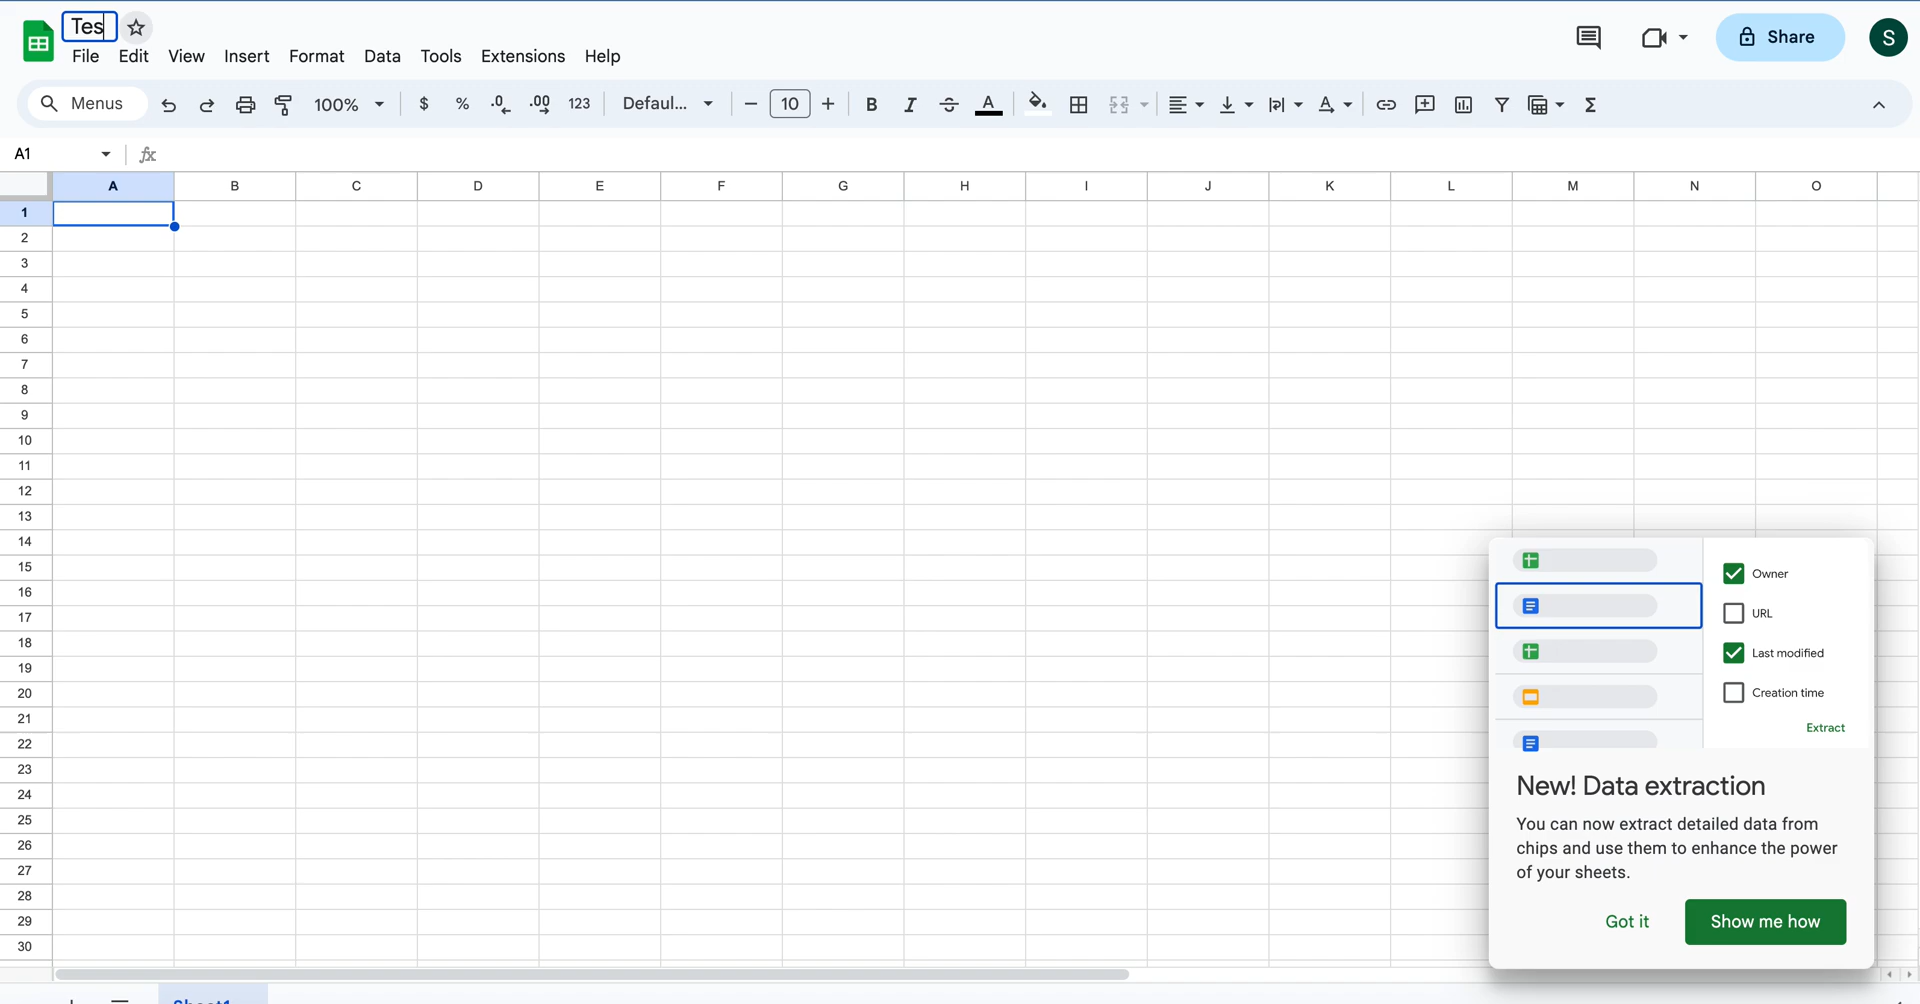 Tes
File Edit View Insert Format Data Tools Extensions Help
Share
S
Menus 100% $ % .0 .00 123 Defaul... 10 B I S A Σ
A1 fx
A B C D E F G H I J K L M N O
1
2
3
4
5
6
7
8
9
10
11
12
13
14
15
16
17
18
19
20
21
22
23
24
25
26
27
28
29
30
Owner
URL
Last modified
Creation time
Extract
New! Data extraction
You can now extract detailed data from
chips and use them to enhance the power
of your sheets.
Got it Show me how
Sheet1